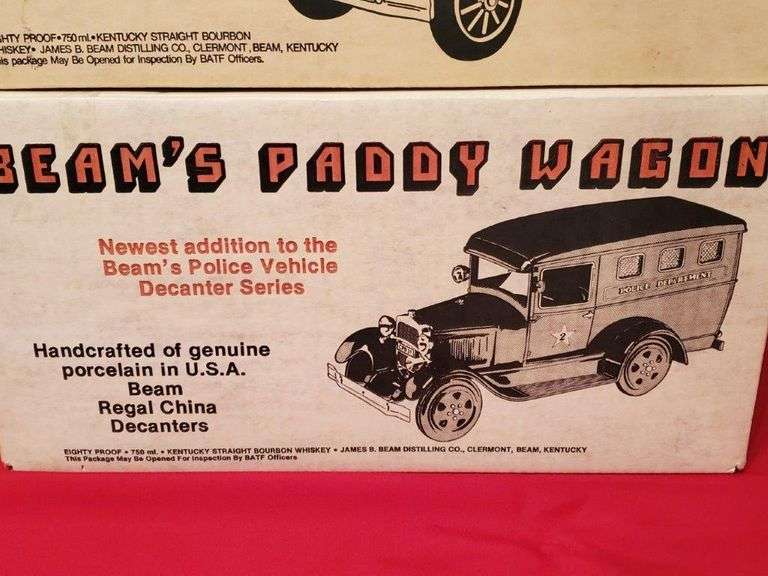 GHTY PROOF•750 ml.•KENTUCKY STRAIGHT BOURBON
HISKEY• JAMES B. BEAM DISTILLING CO., CLERMONT, BEAM, KENTUCKY
is package May Be Opened for Inspection By BATF Officers.
BEAM'S PADDY WAGON
Newest addition to the
Beam's Police Vehicle
Decanter Series
POLICE DEPARTMENT
2
Handcrafted of genuine
porcelain in U.S.A.
Beam
Regal China
Decanters
EIGHTY PROOF • 750 ml. • KENTUCKY STRAIGHT BOURBON WHISKEY • JAMES B. BEAM DISTILLING CO., CLERMONT, BEAM, KENTUCKY
This Package May Be Opened For Inspection By BATF Officers